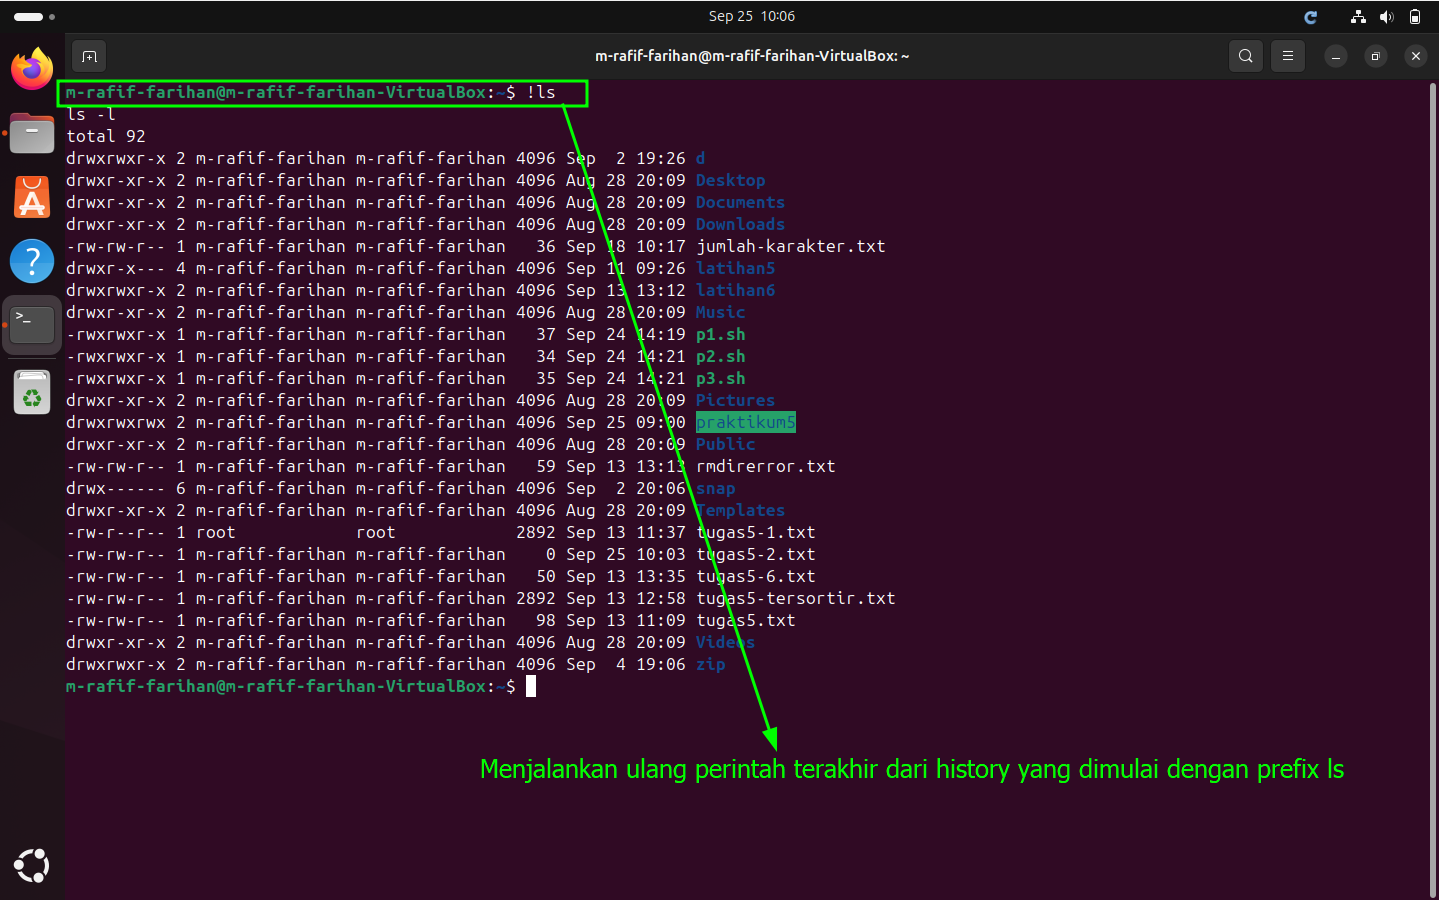 Sep 25 10:06
m-rafif-farihan@m-rafif-farihan-VirtualBox: ~
m-rafif-farihan@m-rafif-farihan-VirtualBox:~$ !ls
ls -l
total 92
drwxrwxr-x 2 m-rafif-farihan m-rafif-farihan 4096 Sep  2 19:26 d
drwxr-xr-x 2 m-rafif-farihan m-rafif-farihan 4096 Aug 28 20:09 Desktop
drwxr-xr-x 2 m-rafif-farihan m-rafif-farihan 4096 Aug 28 20:09 Documents
drwxr-xr-x 2 m-rafif-farihan m-rafif-farihan 4096 Aug 28 20:09 Downloads
-rw-rw-r-- 1 m-rafif-farihan m-rafif-farihan   36 Sep 18 10:17 jumlah-karakter.txt
drwxr-x--- 4 m-rafif-farihan m-rafif-farihan 4096 Sep 11 09:26 latihan5
drwxrwxr-x 2 m-rafif-farihan m-rafif-farihan 4096 Sep 13 13:12 latihan6
drwxr-xr-x 2 m-rafif-farihan m-rafif-farihan 4096 Aug 28 20:09 Music
-rwxrwxr-x 1 m-rafif-farihan m-rafif-farihan   37 Sep 24 14:19 p1.sh
-rwxrwxr-x 1 m-rafif-farihan m-rafif-farihan   34 Sep 24 14:21 p2.sh
-rwxrwxr-x 1 m-rafif-farihan m-rafif-farihan   35 Sep 24 14:21 p3.sh
drwxr-xr-x 2 m-rafif-farihan m-rafif-farihan 4096 Aug 28 20:09 Pictures
drwxrwxrwx 2 m-rafif-farihan m-rafif-farihan 4096 Sep 25 09:00 praktikum5
drwxr-xr-x 2 m-rafif-farihan m-rafif-farihan 4096 Aug 28 20:09 Public
-rw-rw-r-- 1 m-rafif-farihan m-rafif-farihan   59 Sep 13 13:13 rmdirerror.txt
drwx------ 6 m-rafif-farihan m-rafif-farihan 4096 Sep  2 20:06 snap
drwxr-xr-x 2 m-rafif-farihan m-rafif-farihan 4096 Aug 28 20:09 Templates
-rw-r--r-- 1 root            root            2892 Sep 13 11:37 tugas5-1.txt
-rw-rw-r-- 1 m-rafif-farihan m-rafif-farihan    0 Sep 25 10:03 tugas5-2.txt
-rw-rw-r-- 1 m-rafif-farihan m-rafif-farihan   50 Sep 13 13:35 tugas5-6.txt
-rw-rw-r-- 1 m-rafif-farihan m-rafif-farihan 2892 Sep 13 12:58 tugas5-tersortir.txt
-rw-rw-r-- 1 m-rafif-farihan m-rafif-farihan   98 Sep 13 11:09 tugas5.txt
drwxr-xr-x 2 m-rafif-farihan m-rafif-farihan 4096 Aug 28 20:09 Videos
drwxrwxr-x 2 m-rafif-farihan m-rafif-farihan 4096 Sep  4 19:06 zip
m-rafif-farihan@m-rafif-farihan-VirtualBox:~$
Menjalankan ulang perintah terakhir dari history yang dimulai dengan prefix ls